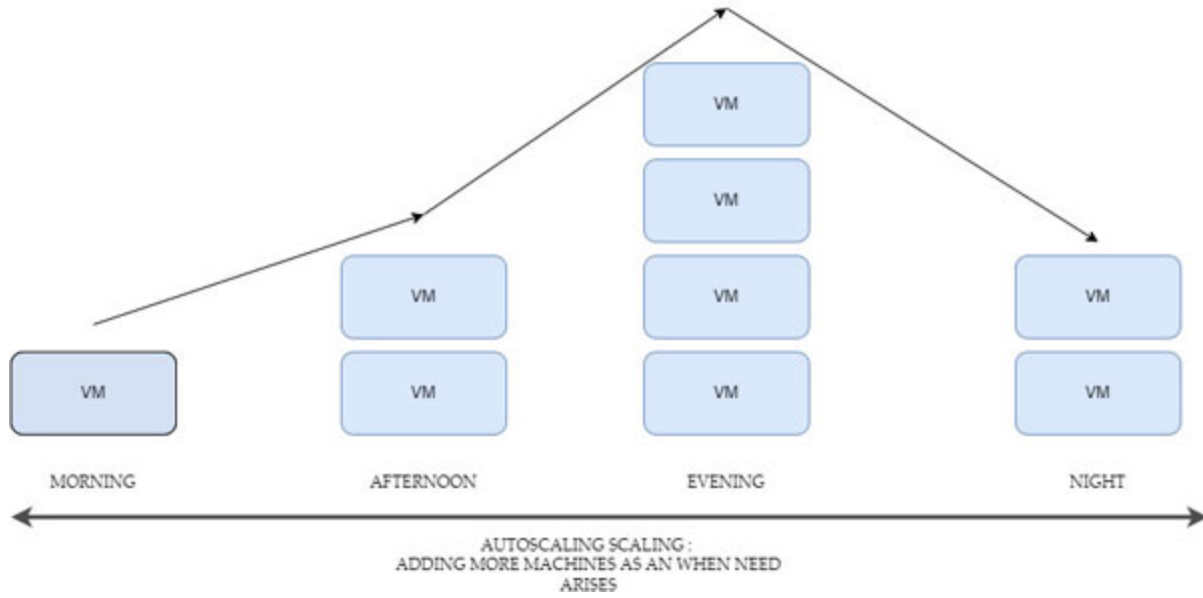 VM
VM
VM
VM
VM
VM
VM
VM
VM
MORNING AFTERNOON EVENING NIGHT
AUTOSCALING SCALING :
ADDING MORE MACHINES AS AN WHEN NEED
ARISES